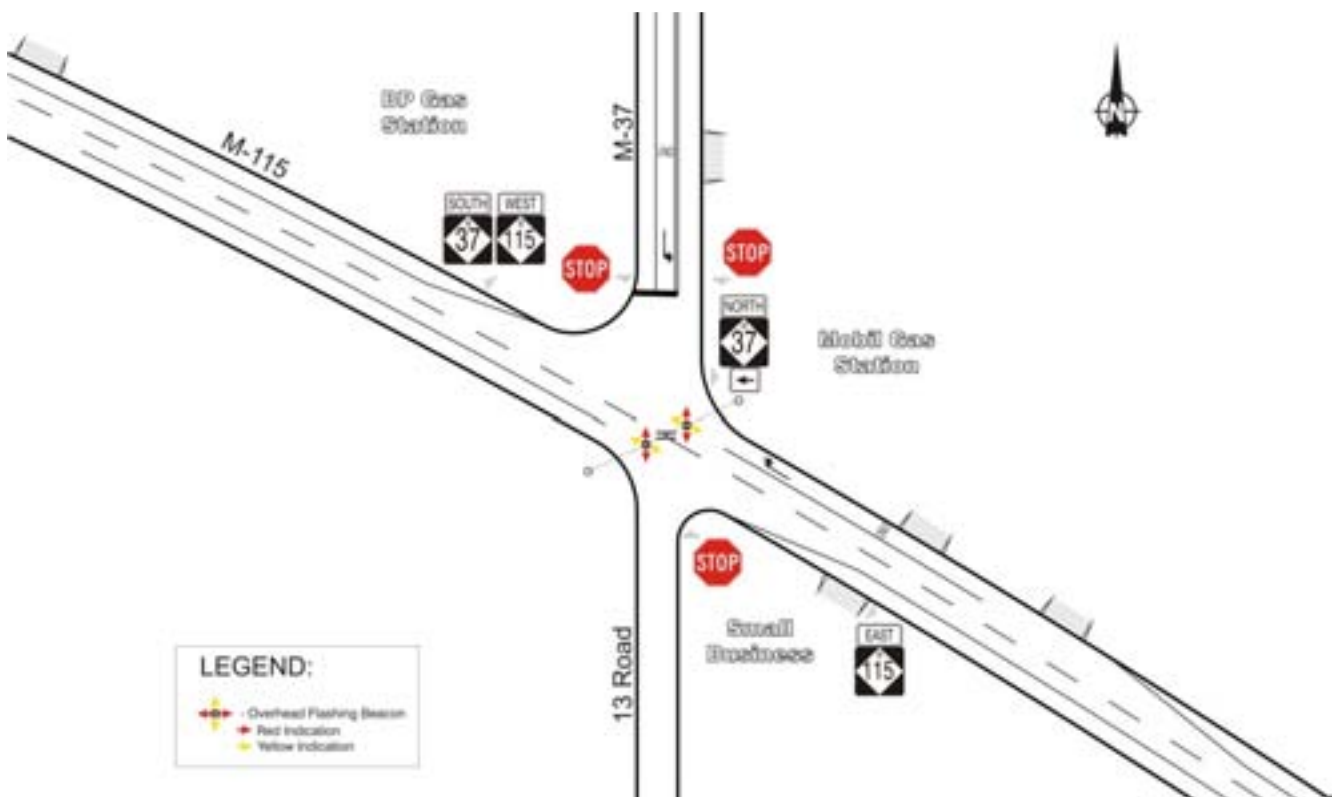 BP Gas
Station
M-37
M-115
N
SOUTH
WEST
M
37
M
115
STOP
STOP
NORTH
M
37
Mobil Gas
Station
STOP
Small
Business
EAST
M
115
13 Road
LEGEND:
- Overhead Flashing Beacon
Red Indication
Yellow Indication